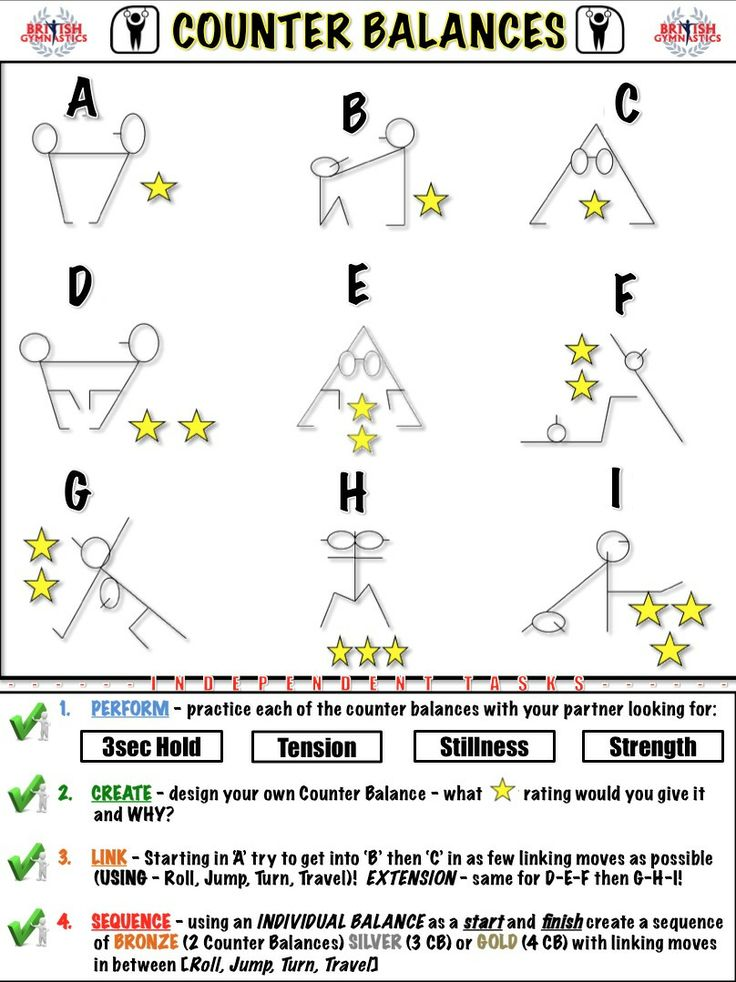 BRITISH
GYMNASTICS
COUNTER BALANCES
BRITISH
GYMNASTICS
A
B
C
D
E
F
G
H
I
INDEPENDENT TASKS
1. PERFORM - practice each of the counter balances with your partner looking for:
3sec Hold
Tension
Stillness
Strength
2. CREATE - design your own Counter Balance - what rating would you give it
and WHY?
3. LINK - Starting in 'A' try to get into 'B' then 'C' in as few linking moves as possible
(USING - Roll, Jump, Turn, Travel)! EXTENSION - same for D-E-F then G-H-I!
4. SEQUENCE - using an INDIVIDUAL BALANCE as a start and finish create a sequence
of BRONZE (2 Counter Balances) SILVER (3 CB) or GOLD (4 CB) with linking moves
in between [Roll, Jump, Turn, Travel]